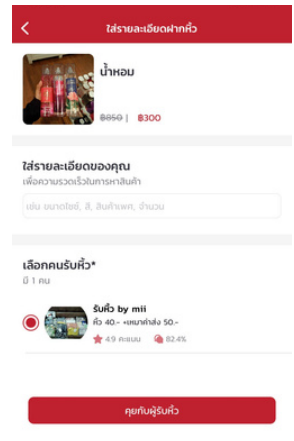 ใส่รายละเอียดฝากหิ้ว
น้ำหอม
฿850 | ฿300
ใส่รายละเอียดของคุณ
เพื่อความรวดเร็วในการหาสินค้า
เช่น ขนาดไซย์, สี, สินค้าเพศ, จำนวน
เลือกคนรับหิ้ว*
มี 1 คน
รับหิ้ว by mii
หิ้ว 40.- +เหมาค่าส่ง 50.-
4.9 คะแนน 82.4%
คุยกับผู้รับหิ้ว